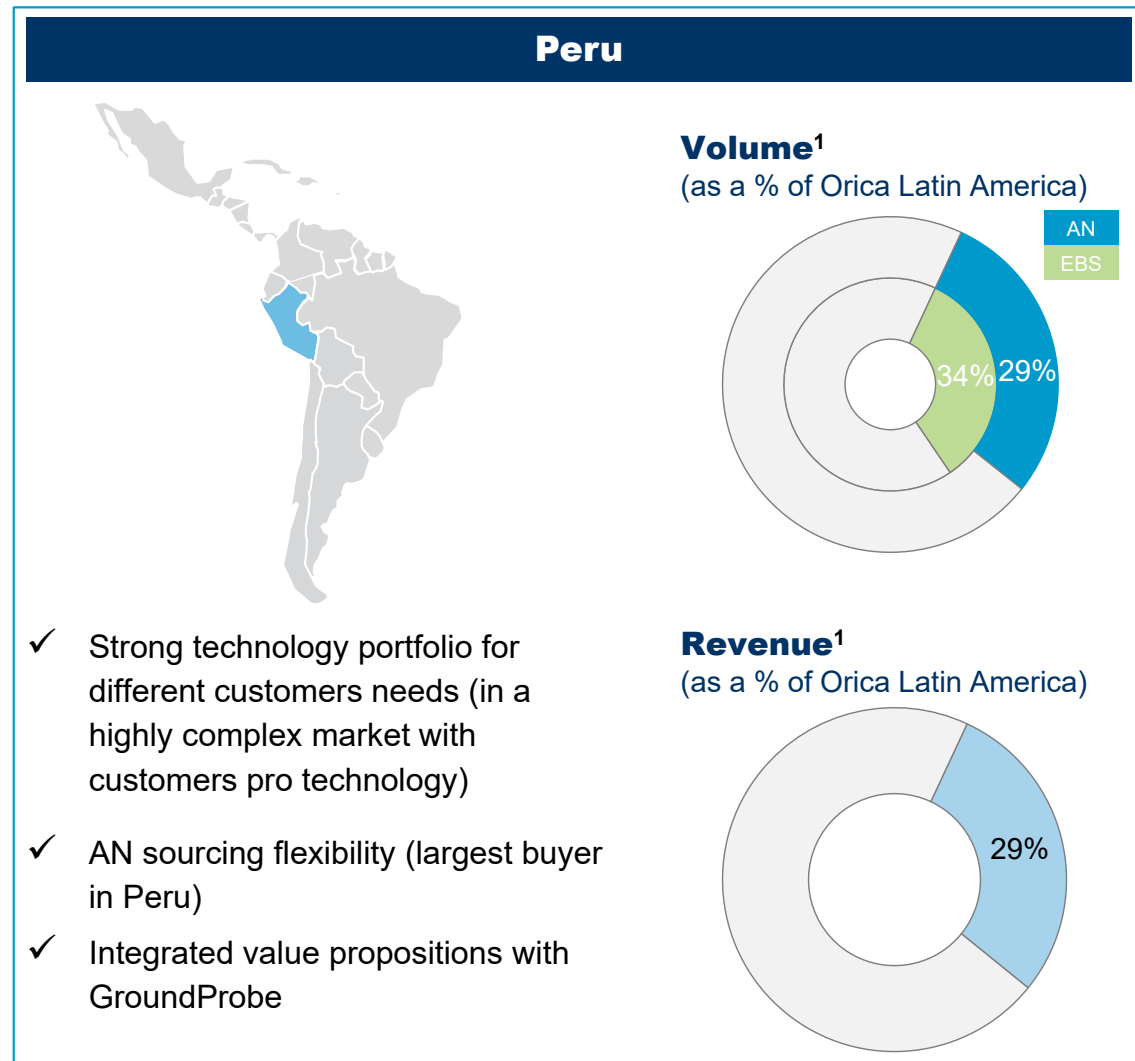 Peru
Volume¹
(as a % of Orica Latin America)
AN
EBS
34%
29%
✓ Strong technology portfolio for
different customers needs (in a
highly complex market with
customers pro technology)
✓ AN sourcing flexibility (largest buyer
in Peru)
✓ Integrated value propositions with
GroundProbe
Revenue¹
(as a % of Orica Latin America)
29%